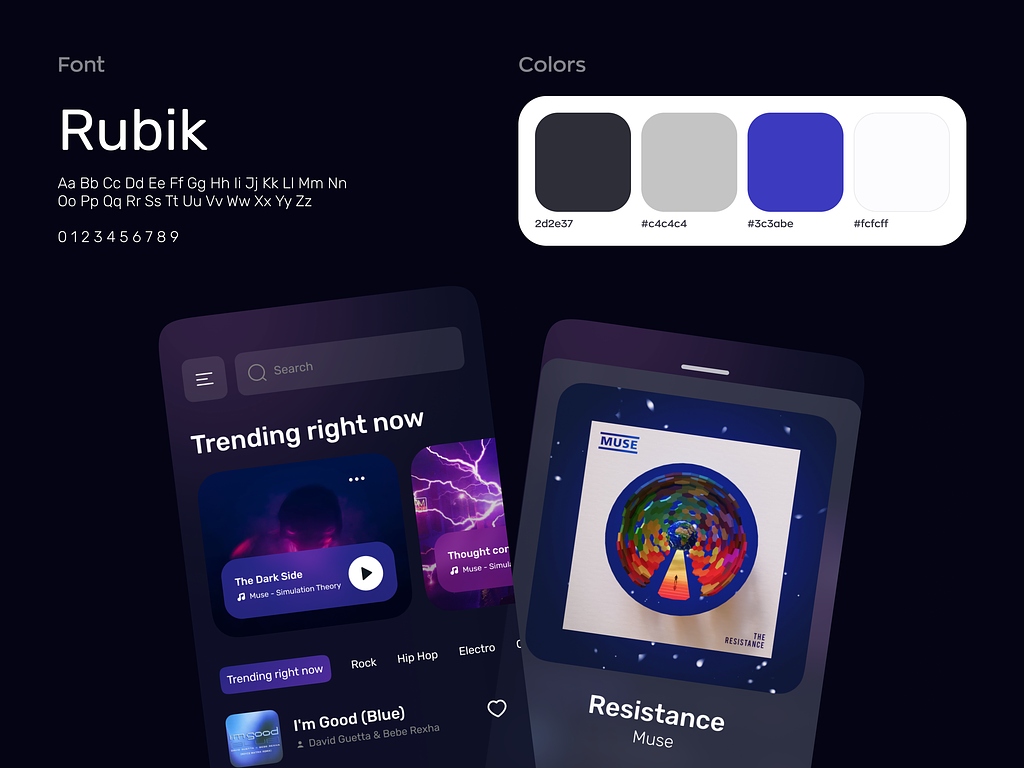 Font
Rubik
Aa Bb Cc Dd Ee Ff Gg Hh Ii Jj Kk Ll Mm Nn
Oo Pp Qq Rr Ss Tt Uu Vv Ww Xx Yy Zz
0 1 2 3 4 5 6 7 8 9
Colors
2d2e37
#c4c4c4
#3c3abe
#fcfcff
Search
Trending right now
The Dark Side
Muse - Simulation Theory
Thought
Muse -
Trending right now
Rock
Hip Hop
Electro
I'm Good (Blue)
David Guetta & Bebe Rexha
i'm good
MUSE
THE
RESISTANCE
Resistance
Muse